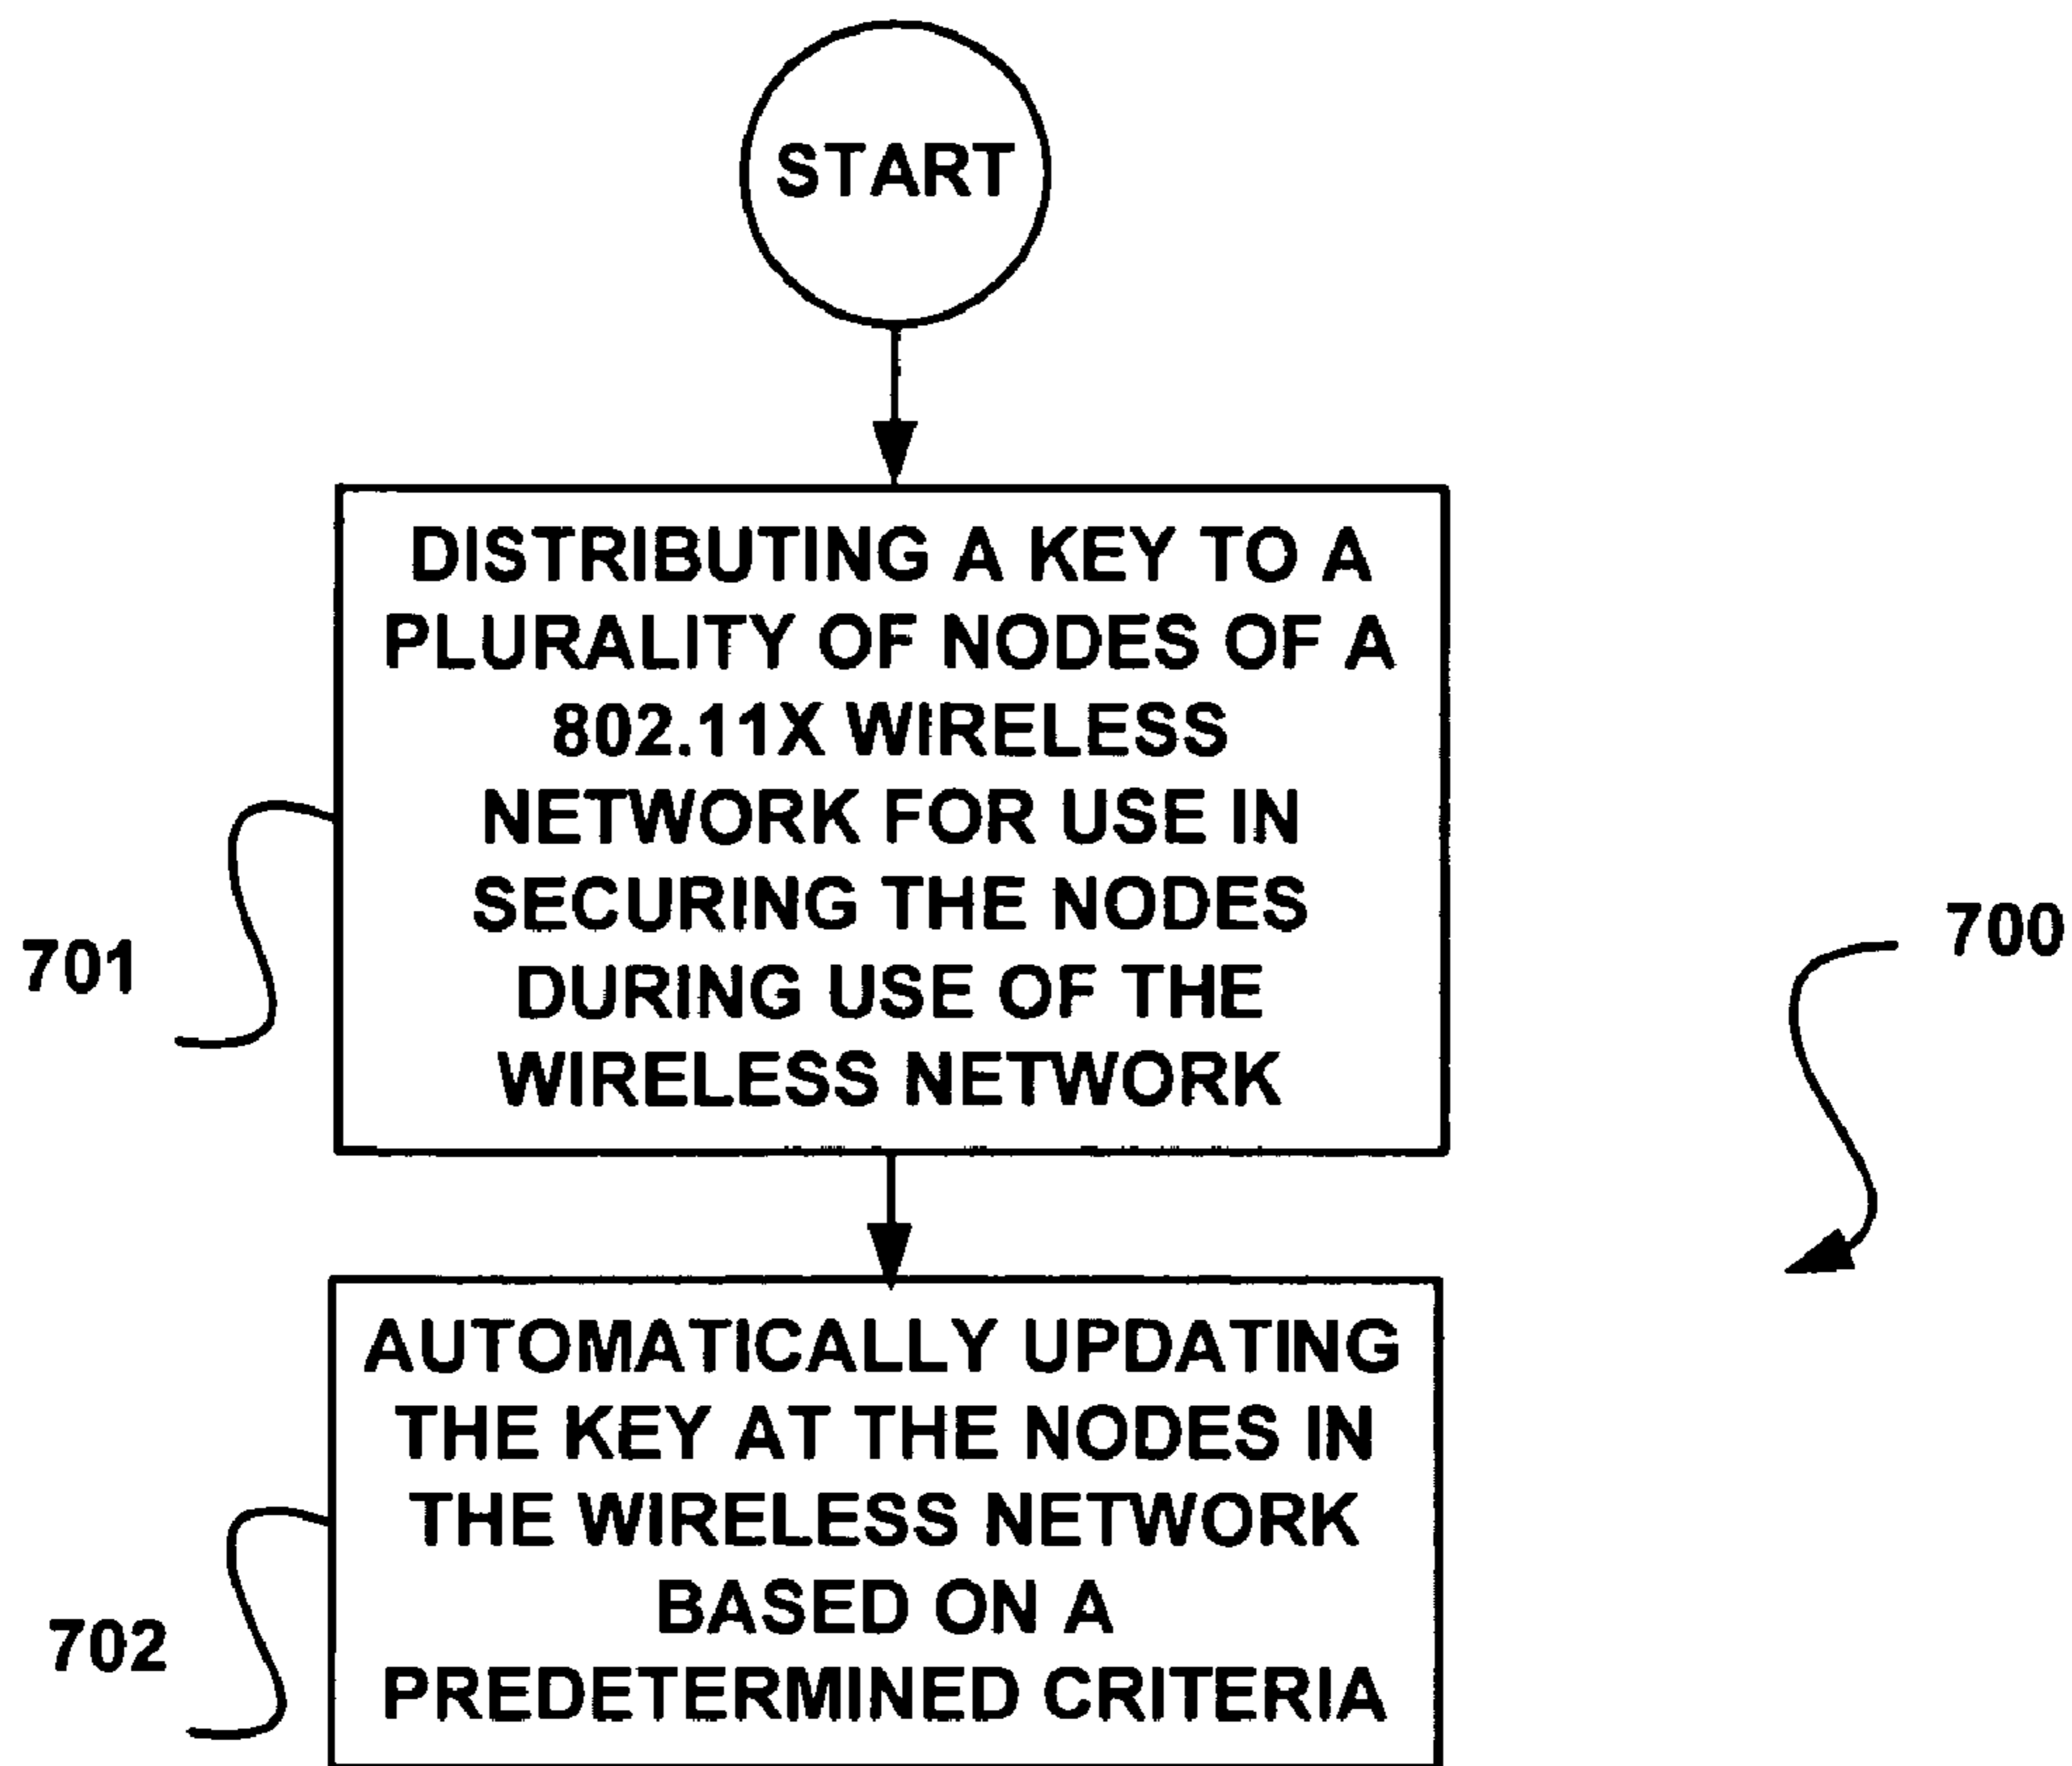 START
DISTRIBUTING A KEY TO A
PLURALITY OF NODES OF A
802.11X WIRELESS
NETWORK FOR USE IN
SECURING THE NODES
DURING USE OF THE
WIRELESS NETWORK
701
700
AUTOMATICALLY UPDATING
THE KEY AT THE NODES IN
THE WIRELESS NETWORK
BASED ON A
PREDETERMINED CRITERIA
702